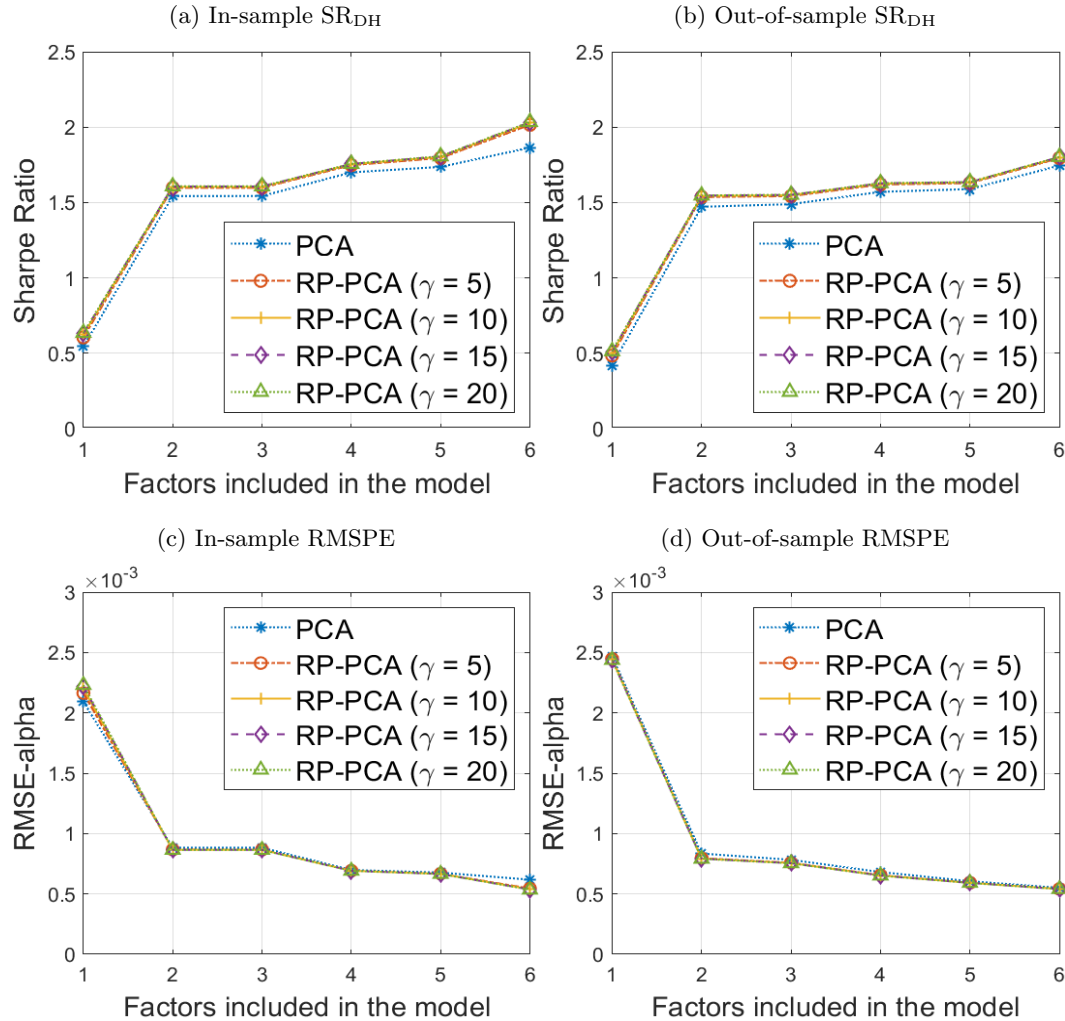 (a) In-sample SR_DH
2.5
2
1.5
1
0.5
0
Sharpe Ratio
PCA
RP-PCA (γ = 5)
RP-PCA (γ = 10)
RP-PCA (γ = 15)
RP-PCA (γ = 20)
1 2 3 4 5 6
Factors included in the model
(b) Out-of-sample SR_DH
2.5
2
1.5
1
0.5
0
Sharpe Ratio
PCA
RP-PCA (γ = 5)
RP-PCA (γ = 10)
RP-PCA (γ = 15)
RP-PCA (γ = 20)
1 2 3 4 5 6
Factors included in the model
(c) In-sample RMSPE
×10⁻³
3
2.5
2
1.5
1
0.5
0
RMSE-alpha
PCA
RP-PCA (γ = 5)
RP-PCA (γ = 10)
RP-PCA (γ = 15)
RP-PCA (γ = 20)
1 2 3 4 5 6
Factors included in the model
(d) Out-of-sample RMSPE
×10⁻³
3
2.5
2
1.5
1
0.5
0
RMSE-alpha
PCA
RP-PCA (γ = 5)
RP-PCA (γ = 10)
RP-PCA (γ = 15)
RP-PCA (γ = 20)
1 2 3 4 5 6
Factors included in the model